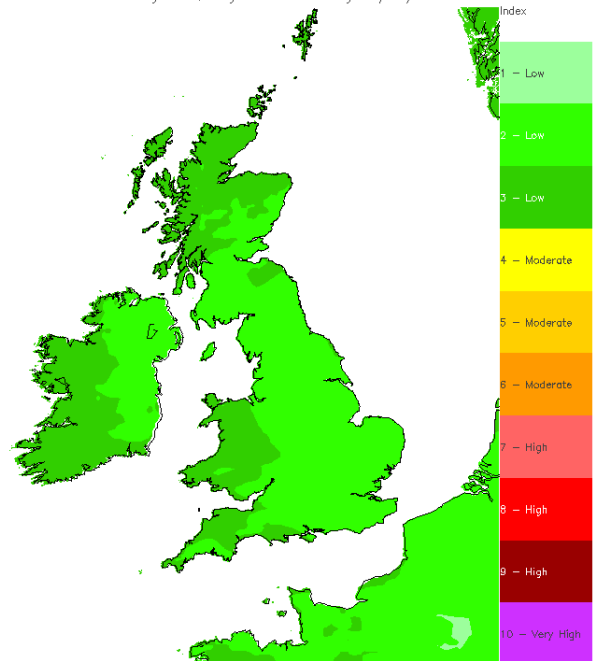 Index
1 – Low
2 – Low
3 – Low
4 – Moderate
5 – Moderate
6 – Moderate
7 – High
8 – High
9 – High
10 – Very High